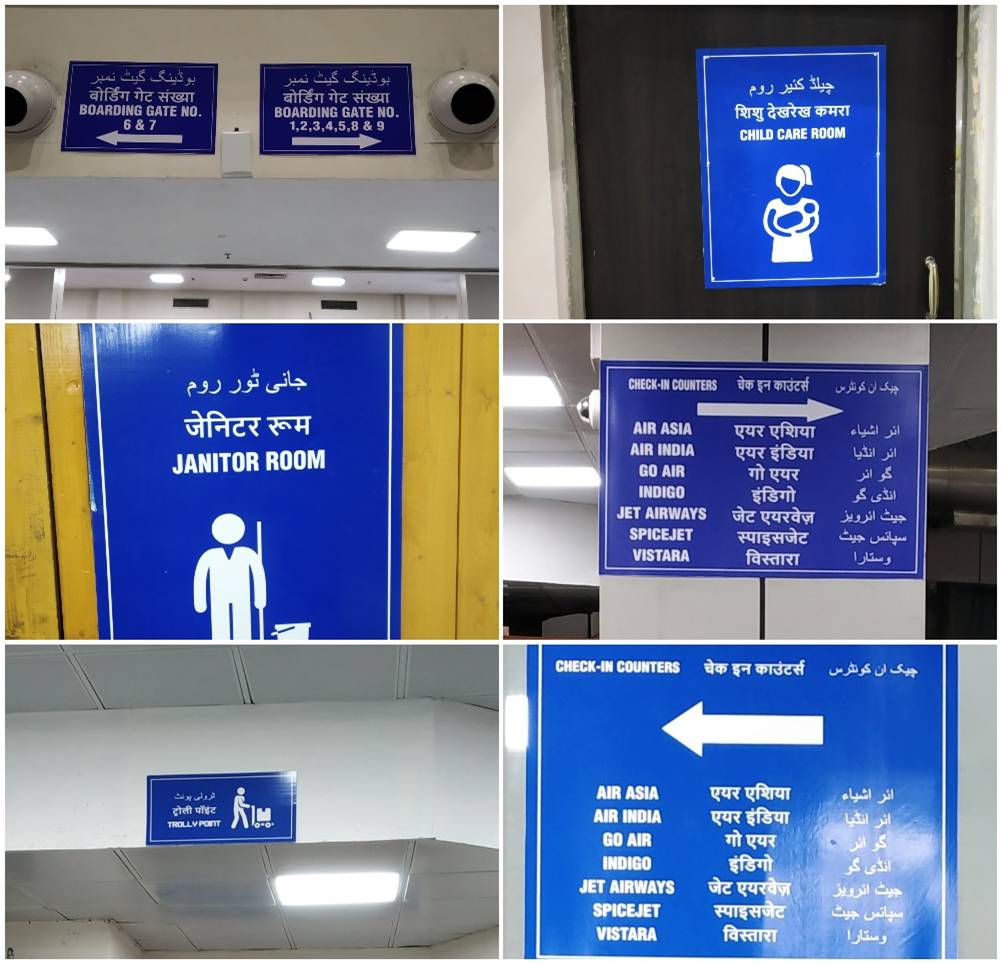 بوڈینگ گیٹ نمبر
बोर्डिंग गेट संख्या
BOARDING GATE NO.
6 & 7
بوڈینگ گیٹ نمبر
बोर्डिंग गेट संख्या
BOARDING GATE NO.
1,2,3,4,5,8 & 9
چیلڈ کئیر روم
शिशु देखरेख कमरा
CHILD CARE ROOM
جانی ٹور روم
जेनिटर रूम
JANITOR ROOM
CHECK-IN COUNTERS चेक इन काउंटर्स چیک ان کونٹرس
AIR ASIA एयर एशिया ائر اشیاء
AIR INDIA एयर इंडिया ائر انڈیا
GO AIR गो एयर گو ائر
INDIGO इंडिगो انڈی گو
JET AIRWAYS जेट एयरवेज़ جیٹ ائرویز
SPICEJET स्पाइसजेट سپائس جیٹ
VISTARA विस्तारा وستارا
ٹرولی پونٹ
ट्रोली पॉइंट
TROLLY POINT
CHECK-IN COUNTERS चेक इन काउंटर्स چیک ان کونٹرس
AIR ASIA एयर एशिया ائر اشیاء
AIR INDIA एयर इंडिया ائر انڈیا
GO AIR गो एयर گو ائر
INDIGO इंडिगो انڈی گو
JET AIRWAYS जेट एयरवेज़ جیٹ ائرویز
SPICEJET स्पाइसजेट سپائس جیٹ
VISTARA विस्तारा وستارا